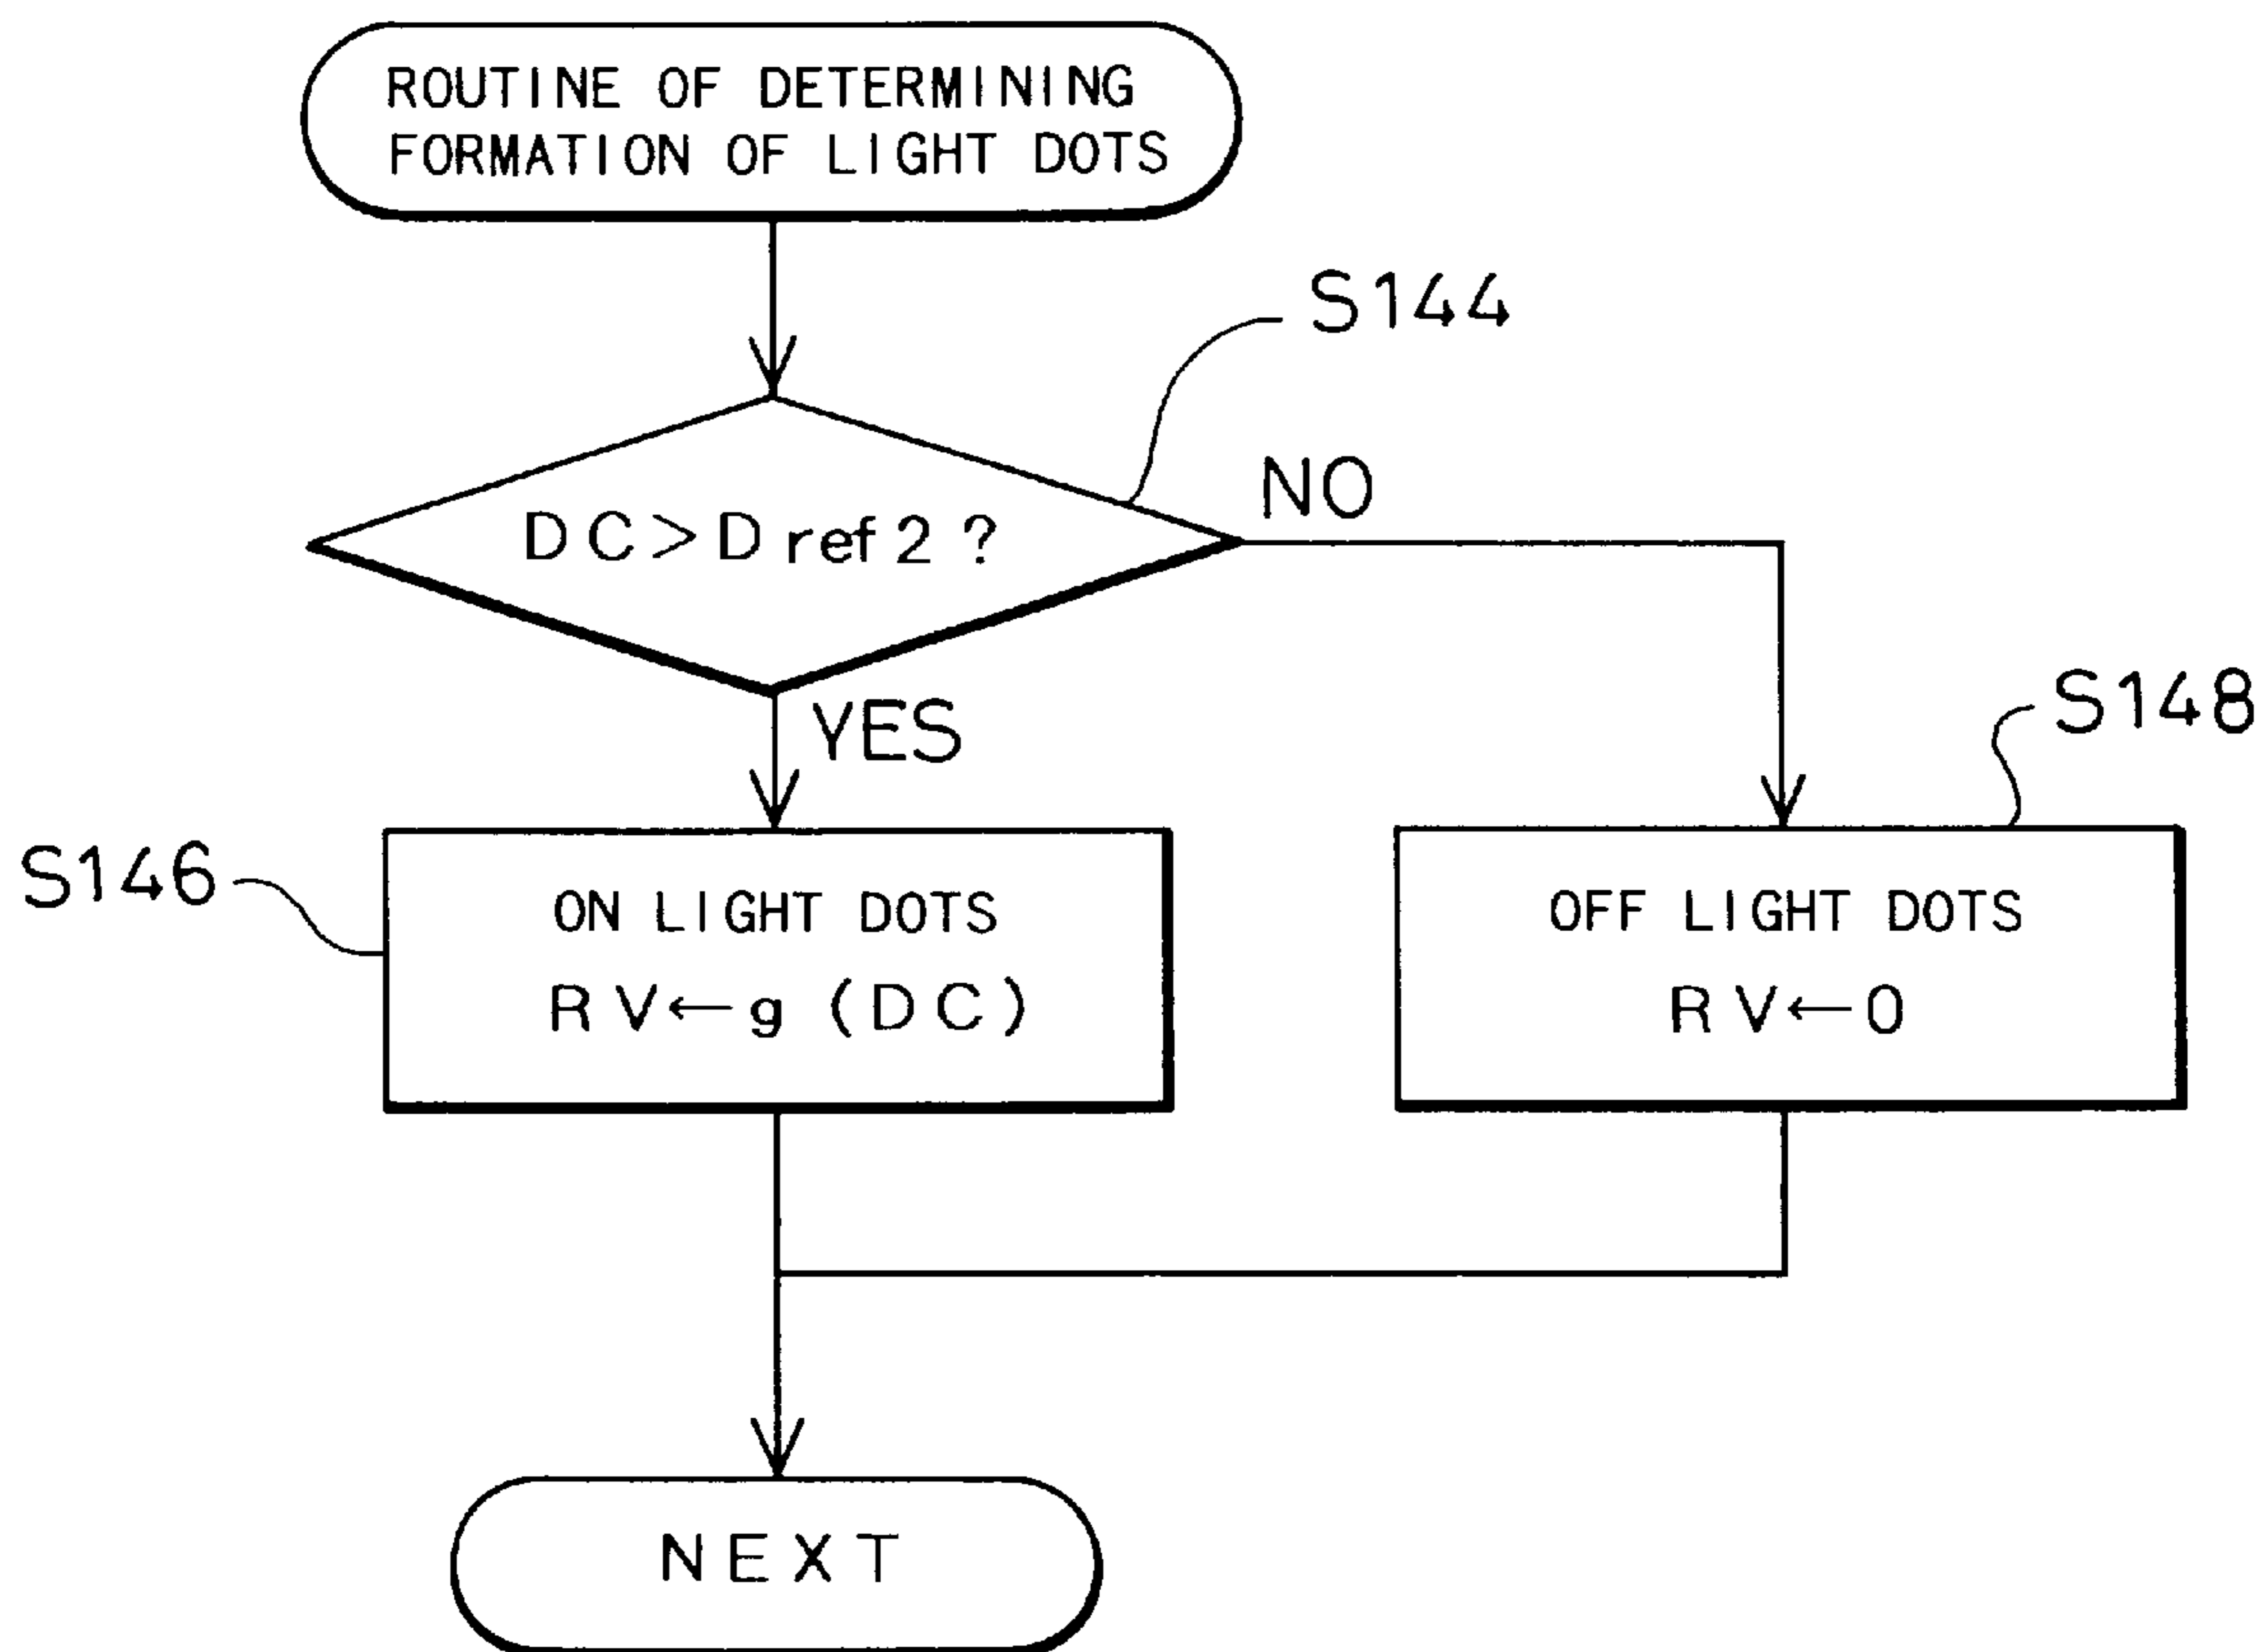 ROUTINE OF DETERMINING
FORMATION OF LIGHT DOTS
S144
DC>Dref2?
NO
YES
S148
S146
ON LIGHT DOTS
RV←g(DC)
OFF LIGHT DOTS
RV←0
NEXT